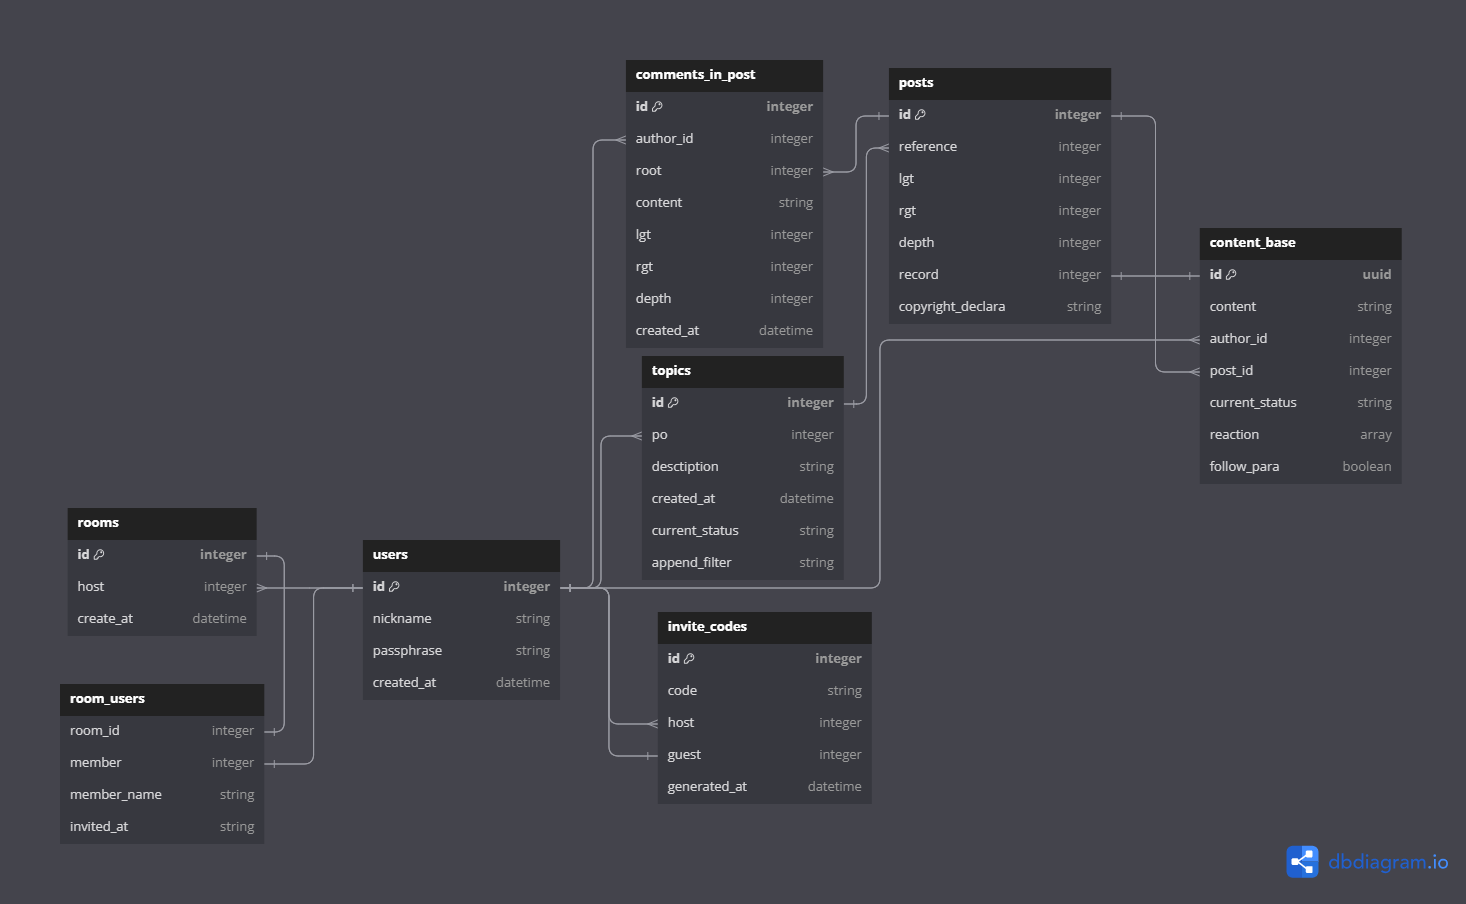 comments_in_post
id integer
author_id integer
root integer
content string
lgt integer
rgt integer
depth integer
created_at datetime
posts
id integer
reference integer
lgt integer
rgt integer
depth integer
record integer
copyright_declara string
content_base
id uuid
content string
author_id integer
post_id integer
current_status string
reaction array
follow_para boolean
topics
id integer
po integer
desctiption string
created_at datetime
current_status string
append_filter string
rooms
id integer
host integer
create_at datetime
users
id integer
nickname string
passphrase string
created_at datetime
invite_codes
id integer
code string
host integer
guest integer
generated_at datetime
room_users
room_id integer
member integer
member_name string
invited_at string
dbdiagram.io